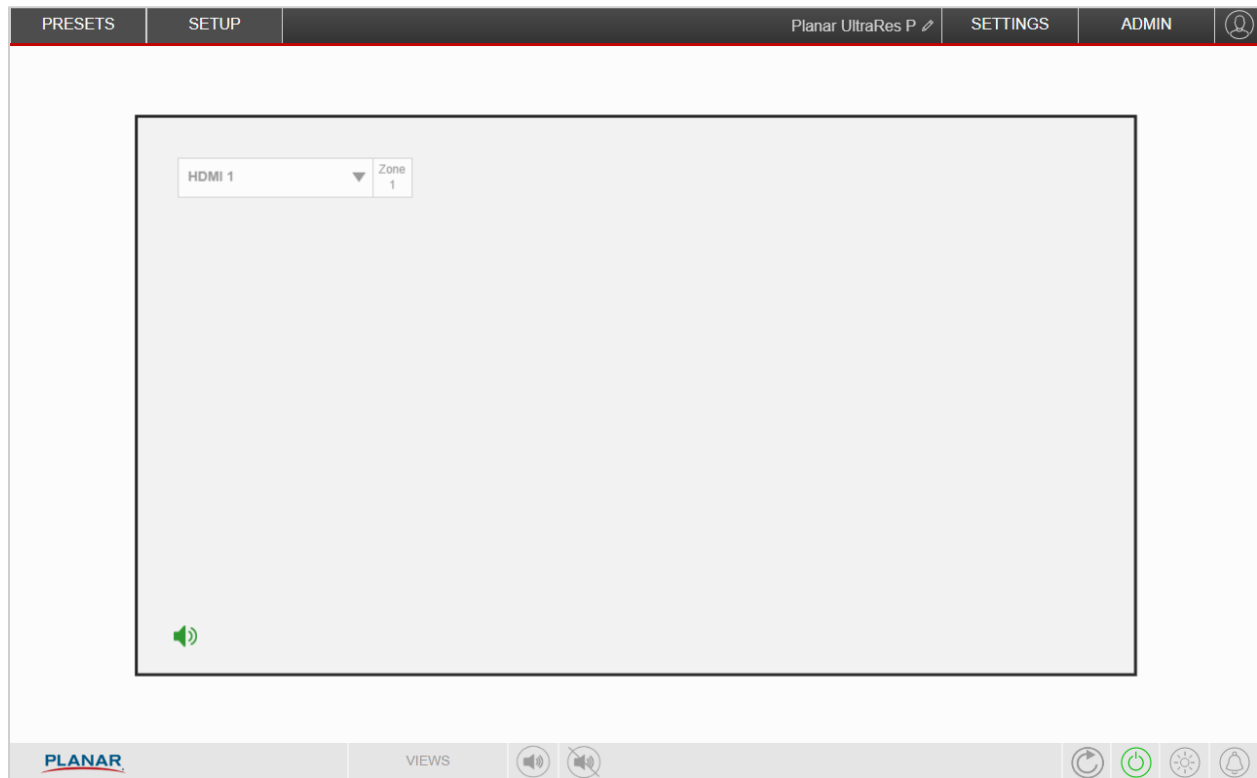 PRESETS
SETUP
Planar UltraRes P
SETTINGS
ADMIN
HDMI 1
Zone
1
PLANAR
VIEWS